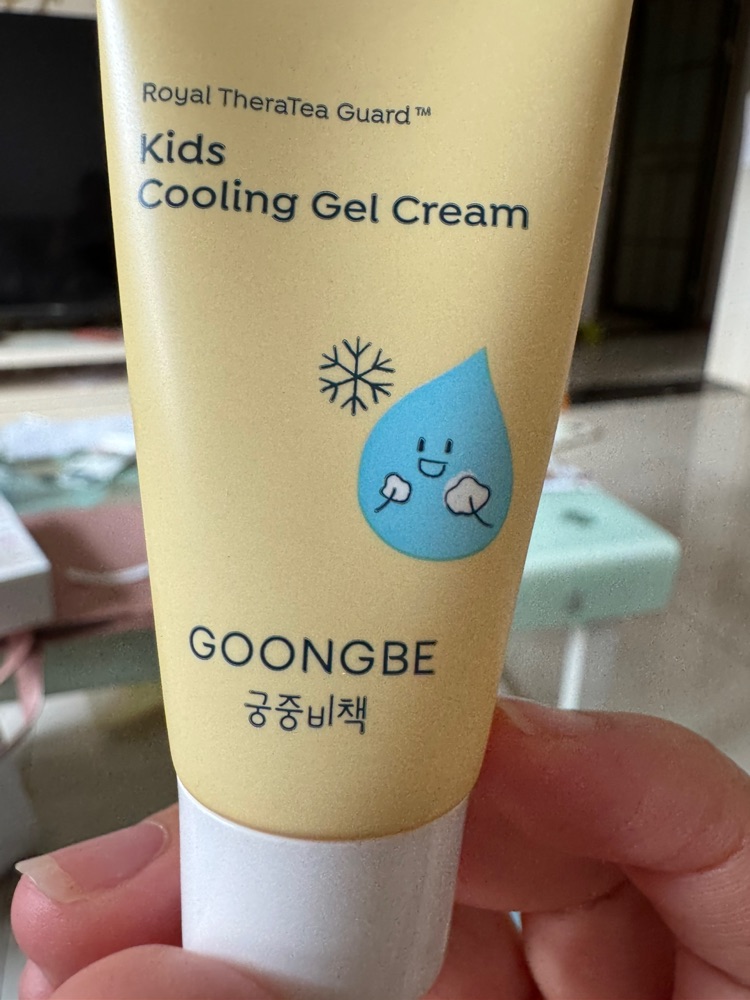 Royal TheraTea Guard™
Kids
Cooling Gel Cream
GOONGBE
궁중비책